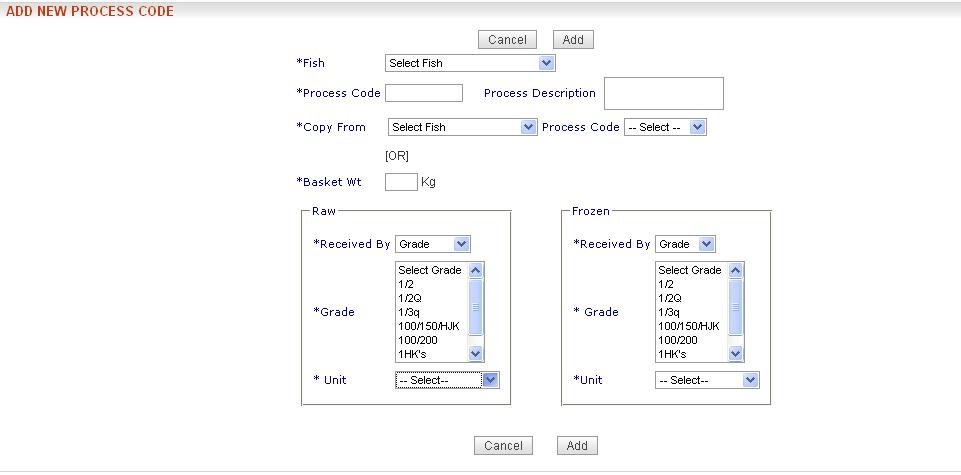 ADD NEW PROCESS CODE
Cancel Add
*Fish Select Fish
*Process Code Process Description
*Copy From Select Fish Process Code -- Select --
[OR]
*Basket Wt Kg
Raw
*Received By Grade
*Grade
Select Grade
1/2
1/2Q
1/3q
100/150/HJK
100/200
1HK's
* Unit -- Select--
Frozen
*Received By Grade
* Grade
Select Grade
1/2
1/2Q
1/3q
100/150/HJK
100/200
1HK's
*Unit -- Select--
Cancel Add